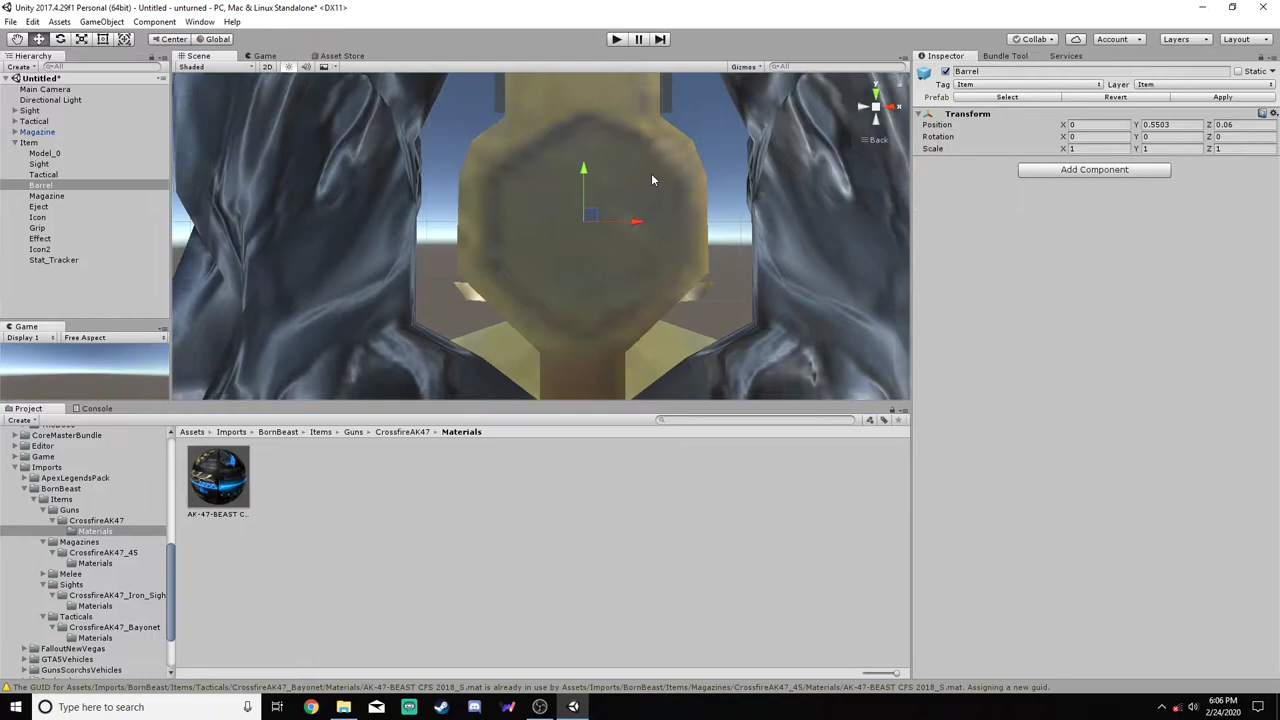 Unity 2017.4.29f1 Personal (64bit) - Untitled - unturned - PC, Mac & Linux Standalone* <DX11>
File Edit Assets GameObject Component Window Help
Center Global Collab Account Layers Layout
Hierarchy Scene Game Asset Store Inspector Bundle Tool Services
Create All Shaded 2D Gizmos All Barrel Static
Untitled* Tag Item Layer Item
Main Camera Prefab Select Revert Apply
Directional Light
Sight Transform
Tactical Position X 0 Y 0.5503 Z 0.06
Magazine Rotation X 0 Y 0 Z 0
Item Scale X 1 Y 1 Z 1
y x
Back
Model_0
Sight Add Component
Tactical
Barrel
Magazine
Eject
Icon
Grip
Effect
Icon2
Stat_Tracker
Game
Display 1 Free Aspect
Project Console
Create
CoreMasterBundle Assets Imports BornBeast Items Guns CrossfireAK47 Materials
Editor
Game
Imports
ApexLegendsPack
BornBeast
Items
Guns AK-47-BEAST C...
CrossfireAK47
Materials
Magazines
CrossfireAK47_45
Materials
Melee
Sights
CrossfireAK47_Iron_Sigh
Materials
Tacticals
CrossfireAK47_Bayonet
Materials
FalloutNewVegas
GTA5Vehicles
GunsScorchsVehicles
The GUID for Assets/Imports/BornBeast/Items/Tacticals/CrossfireAK47_Bayonet/Materials/AK-47-BEAST CFS 2018_S.mat is already in use by Assets/Imports/BornBeast/Items/Magazines/CrossfireAK47_45/Materials/AK-47-BEAST CFS 2018_S.mat. Assigning a new guid.
Type here to search
6:06 PM
2/24/2020